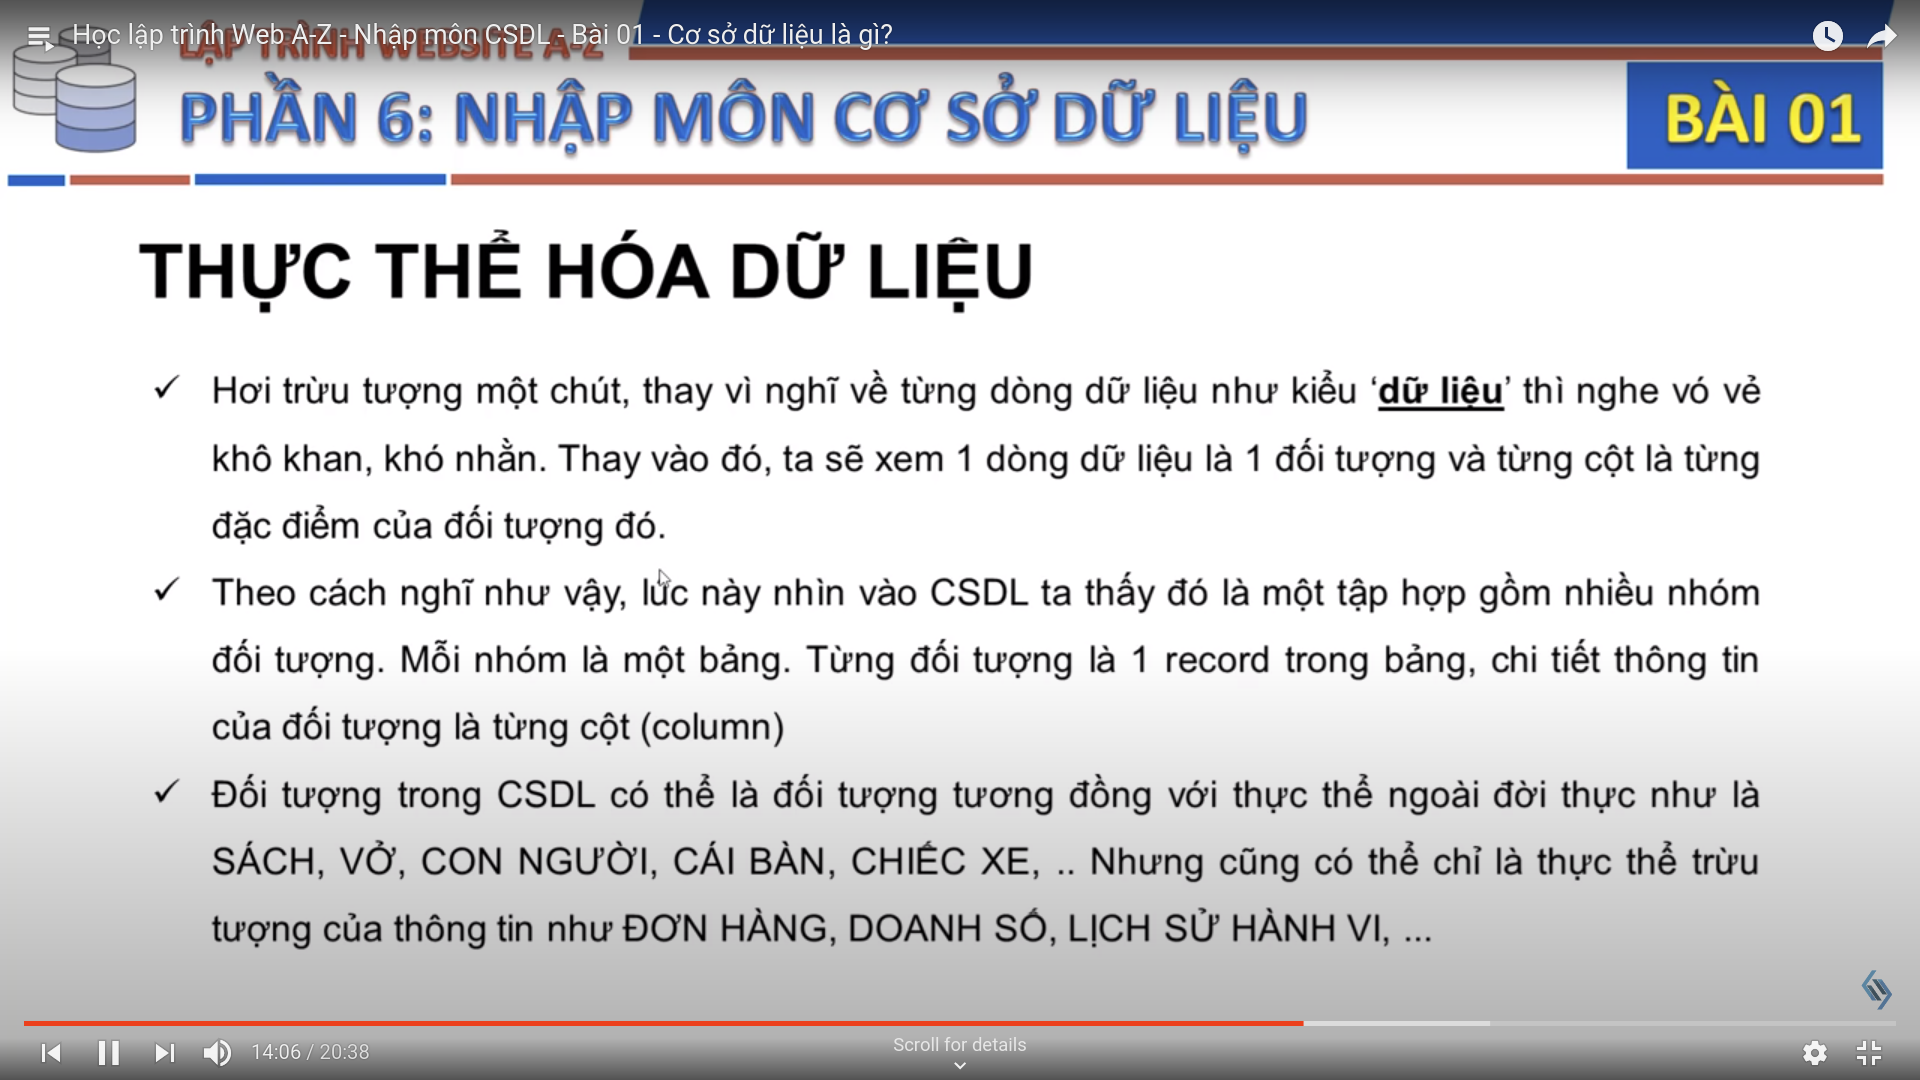 Học lập trình Web A-Z - Nhập môn CSDL - Bài 01 - Cơ sở dữ liệu là gì?
LẬP TRÌNH WEBSITE A-Z
PHẦN 6: NHẬP MÔN CƠ SỞ DỮ LIỆU
BÀI 01
THỰC THỂ HÓA DỮ LIỆU
✓ Hơi trừu tượng một chút, thay vì nghĩ về từng dòng dữ liệu như kiểu ‘dữ liệu’ thì nghe vó vẻ
khô khan, khó nhằn. Thay vào đó, ta sẽ xem 1 dòng dữ liệu là 1 đối tượng và từng cột là từng
đặc điểm của đối tượng đó.
✓ Theo cách nghĩ như vậy, lúc này nhìn vào CSDL ta thấy đó là một tập hợp gồm nhiều nhóm
đối tượng. Mỗi nhóm là một bảng. Từng đối tượng là 1 record trong bảng, chi tiết thông tin
của đối tượng là từng cột (column)
✓ Đối tượng trong CSDL có thể là đối tượng tương đồng với thực thể ngoài đời thực như là
SÁCH, VỞ, CON NGƯỜI, CÁI BÀN, CHIẾC XE, .. Nhưng cũng có thể chỉ là thực thể trừu
tượng của thông tin như ĐƠN HÀNG, DOANH SỐ, LỊCH SỬ HÀNH VI, ...
14:06 / 20:38
Scroll for details